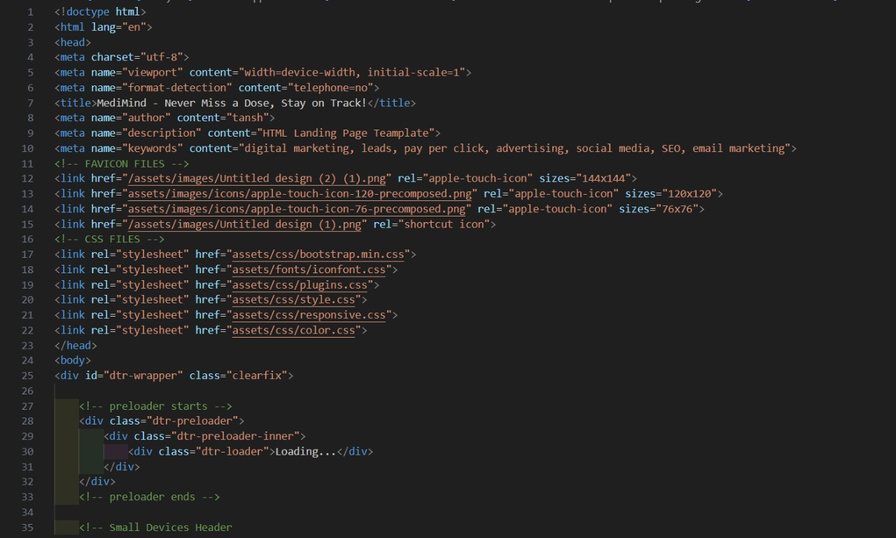 1 <!doctype html>
2 <html lang="en">
3 <head>
4 <meta charset="utf-8">
5 <meta name="viewport" content="width=device-width, initial-scale=1">
6 <meta name="format-detection" content="telephone=no">
7 <title>MediMind - Never Miss a Dose, Stay on Track!</title>
8 <meta name="author" content="tansh">
9 <meta name="description" content="HTML Landing Page Teamplate">
10 <meta name="keywords" content="digital marketing, leads, pay per click, advertising, social media, SEO, email marketing">
11 <!-- FAVICON FILES -->
12 <link href="/assets/images/Untitled design (2) (1).png" rel="apple-touch-icon" sizes="144x144">
13 <link href="assets/images/icons/apple-touch-icon-120-precomposed.png" rel="apple-touch-icon" sizes="120x120">
14 <link href="assets/images/icons/apple-touch-icon-76-precomposed.png" rel="apple-touch-icon" sizes="76x76">
15 <link href="/assets/images/Untitled design (1).png" rel="shortcut icon">
16 <!-- CSS FILES -->
17 <link rel="stylesheet" href="assets/css/bootstrap.min.css">
18 <link rel="stylesheet" href="assets/fonts/iconfont.css">
19 <link rel="stylesheet" href="assets/css/plugins.css">
20 <link rel="stylesheet" href="assets/css/style.css">
21 <link rel="stylesheet" href="assets/css/responsive.css">
22 <link rel="stylesheet" href="assets/css/color.css">
23 </head>
24 <body>
25 <div id="dtr-wrapper" class="clearfix">
26
27 <!-- preloader starts -->
28 <div class="dtr-preloader">
29 <div class="dtr-preloader-inner">
30 <div class="dtr-loader">Loading...</div>
31 </div>
32 </div>
33 <!-- preloader ends -->
34
35 <!-- Small Devices Header